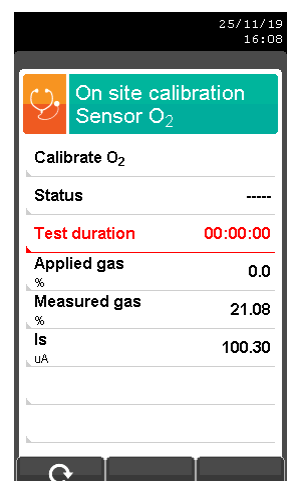 25/11/19
16:08
On site calibration
Sensor O₂
Calibrate O₂
Status -----
Test duration 00:00:00
Applied gas 0.0
%
Measured gas 21.08
%
Is 100.30
uA